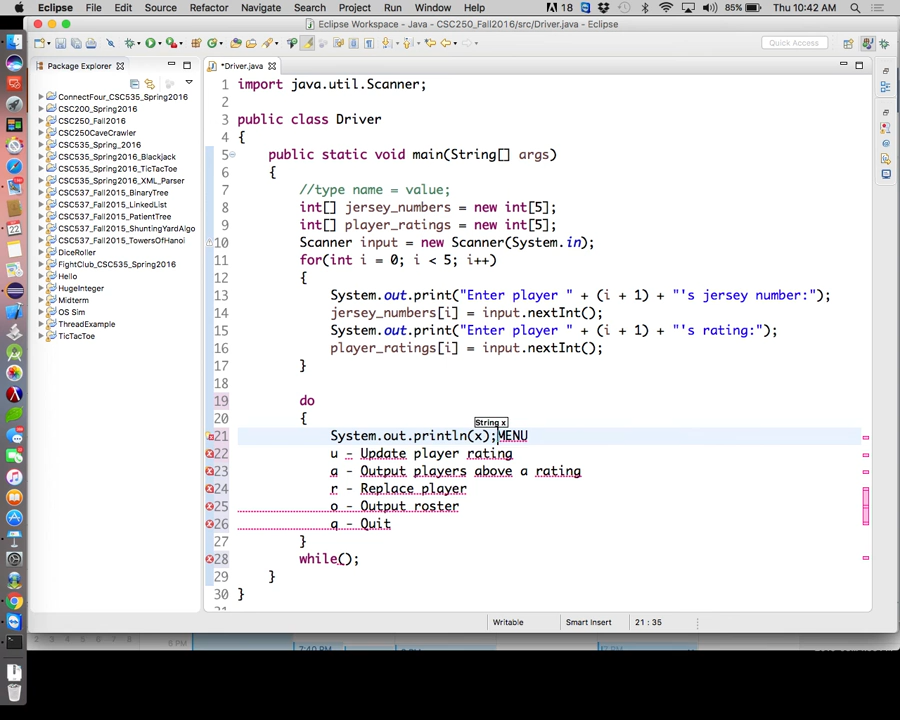 Eclipse File Edit Source Refactor Navigate Search Project Run Window Help 18 85% Thu 10:42 AM
Eclipse Workspace - Java - CSC250_Fall2016/src/Driver.java - Eclipse
Quick Access
Package Explorer
ConnectFour_CSC535_Spring2016
CSC200_Spring2016
CSC250_Fall2016
CSC250CaveCrawler
CSC535_Spring_2016
CSC535_Spring2016_Blackjack
CSC535_Spring2016_TicTacToe
CSC535_Spring2016_XML_Parser
CSC537_Fall2015_BinaryTree
CSC537_Fall2015_LinkedList
CSC537_Fall2015_PatientTree
CSC537_Fall2015_ShuntingYardAlgo
CSC537_Fall2015_TowersOfHanoi
DiceRoller
FightClub_CSC535_Spring2016
Hello
HugeInteger
Midterm
OS Sim
ThreadExample
TicTacToe
*Driver.java
1 import java.util.Scanner;
2
3 public class Driver
4 {
5 public static void main(String[] args)
6 {
7 //type name = value;
8 int[] jersey_numbers = new int[5];
9 int[] player_ratings = new int[5];
10 Scanner input = new Scanner(System.in);
11 for(int i = 0; i < 5; i++)
12 {
13 System.out.print("Enter player " + (i + 1) + "'s jersey number:");
14 jersey_numbers[i] = input.nextInt();
15 System.out.print("Enter player " + (i + 1) + "'s rating:");
16 player_ratings[i] = input.nextInt();
17 }
18
19 do
20 {
String x
21 System.out.println(x);MENU
22 u - Update player rating
23 a - Output players above a rating
24 r - Replace player
25 o - Output roster
26 q - Quit
27 }
28 while();
29 }
30 }
31
Writable Smart Insert 21 : 35